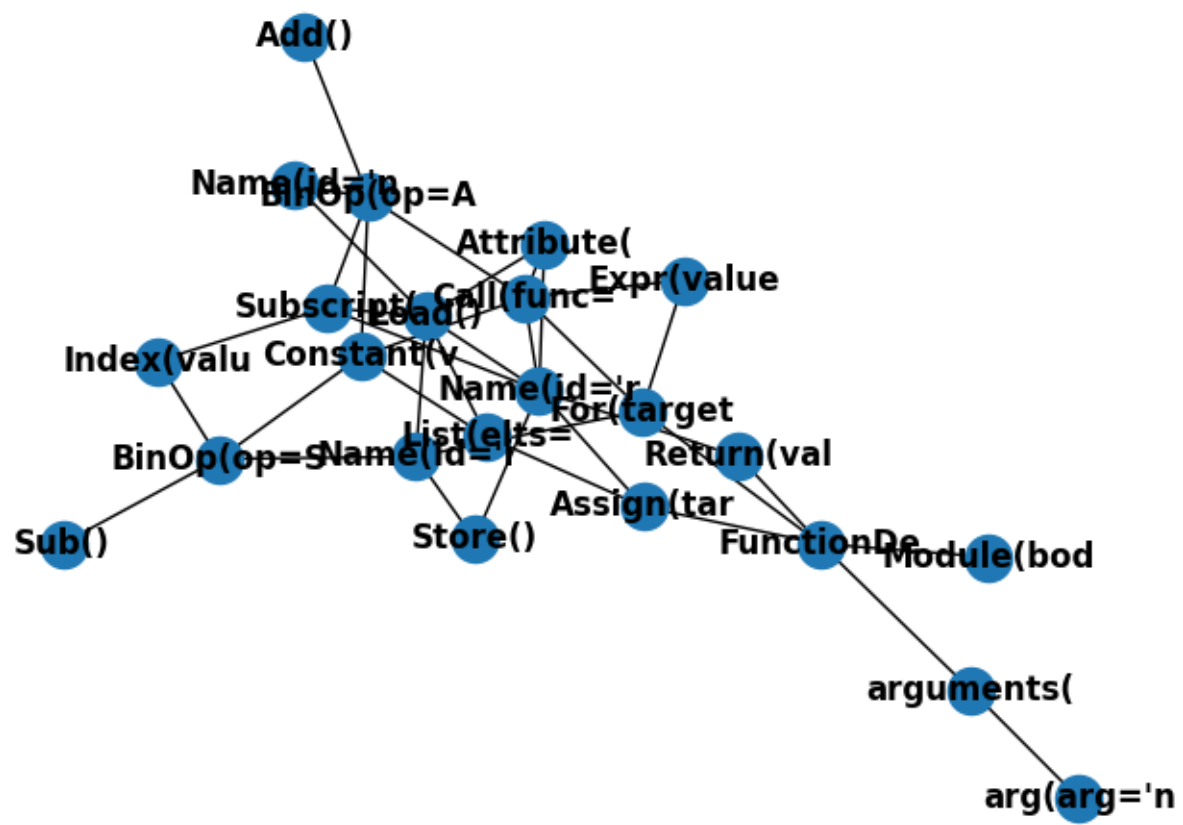 Add()
Name(id='n
BinOp(op=A
Attribute(
Expr(value
Call(func=
Subscript(
Load()
Index(valu
Constant(v
Name(id='r
For(target
List(elts=
Return(val
BinOp(op=S
Name(id='i
Assign(tar
Store()
Sub()
FunctionDe
Module(bod
arguments(
arg(arg='n